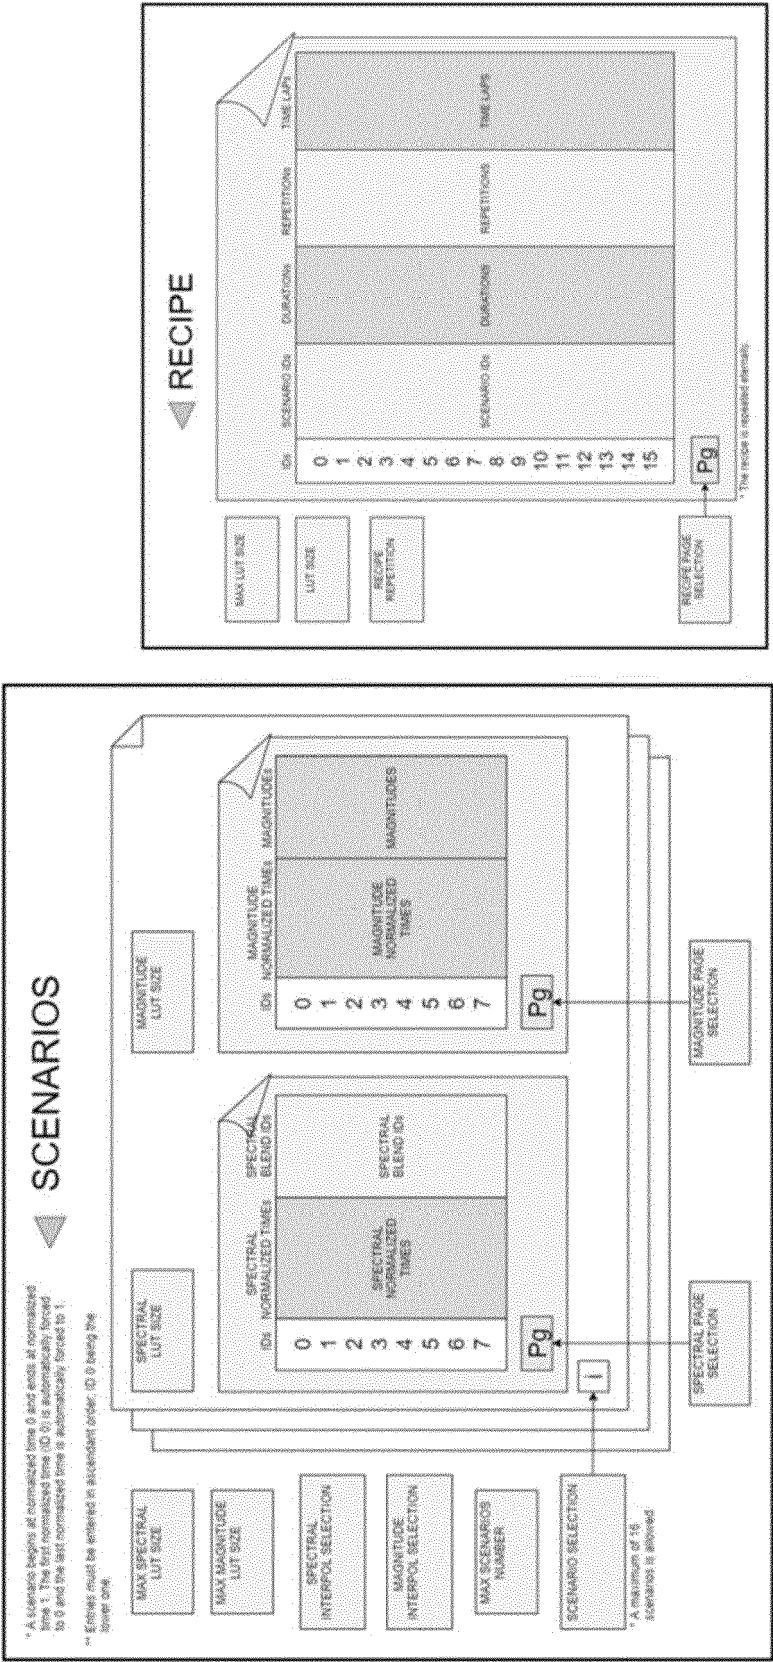 SCENARIOS
* A scenario begins at normalized time 0 and ends at normalized
time 1. The first normalized time (ID 0) is automatically forced
to 0 and the last normalized time is automatically forced to 1.
** Entries must be entered in ascendant order, ID 0 being the
lower one.
MAX SPECTRAL
LUT SIZE
MAX MAGNITUDE
LUT SIZE
SPECTRAL
INTERPOL SELECTION
MAGNITUDE
INTERPOL SELECTION
MAX SCENARIOS
NUMBER
SCENARIO SELECTION
* A maximum of 16
scenarios is allowed
SPECTRAL
LUT SIZE
IDs
SPECTRAL
NORMALIZED TIMEs
SPECTRAL
BLEND IDs
0
1
2
3
4
5
6
7
SPECTRAL
NORMALIZED
TIMES
SPECTRAL
BLEND IDs
Pg
i
SPECTRAL PAGE
SELECTION
MAGNITUDE
LUT SIZE
IDs
MAGNITUDE
NORMALIZED TIMEs
MAGNITUDEs
0
1
2
3
4
5
6
7
MAGNITUDE
NORMALIZED
TIMES
MAGNITUDES
Pg
MAGNITUDE PAGE
SELECTION
RECIPE
MAX LUT SIZE
LUT SIZE
RECIPE
REPETITION
RECIPE PAGE
SELECTION
IDs
SCENARIO IDs
DURATIONs
REPETITIONs
TIME LAPs
0
1
2
3
4
5
6
7
8
9
10
11
12
13
14
15
SCENARIO IDs
DURATIONS
REPETITIONS
TIME LAPS
Pg
* The recipe is repeated eternally.